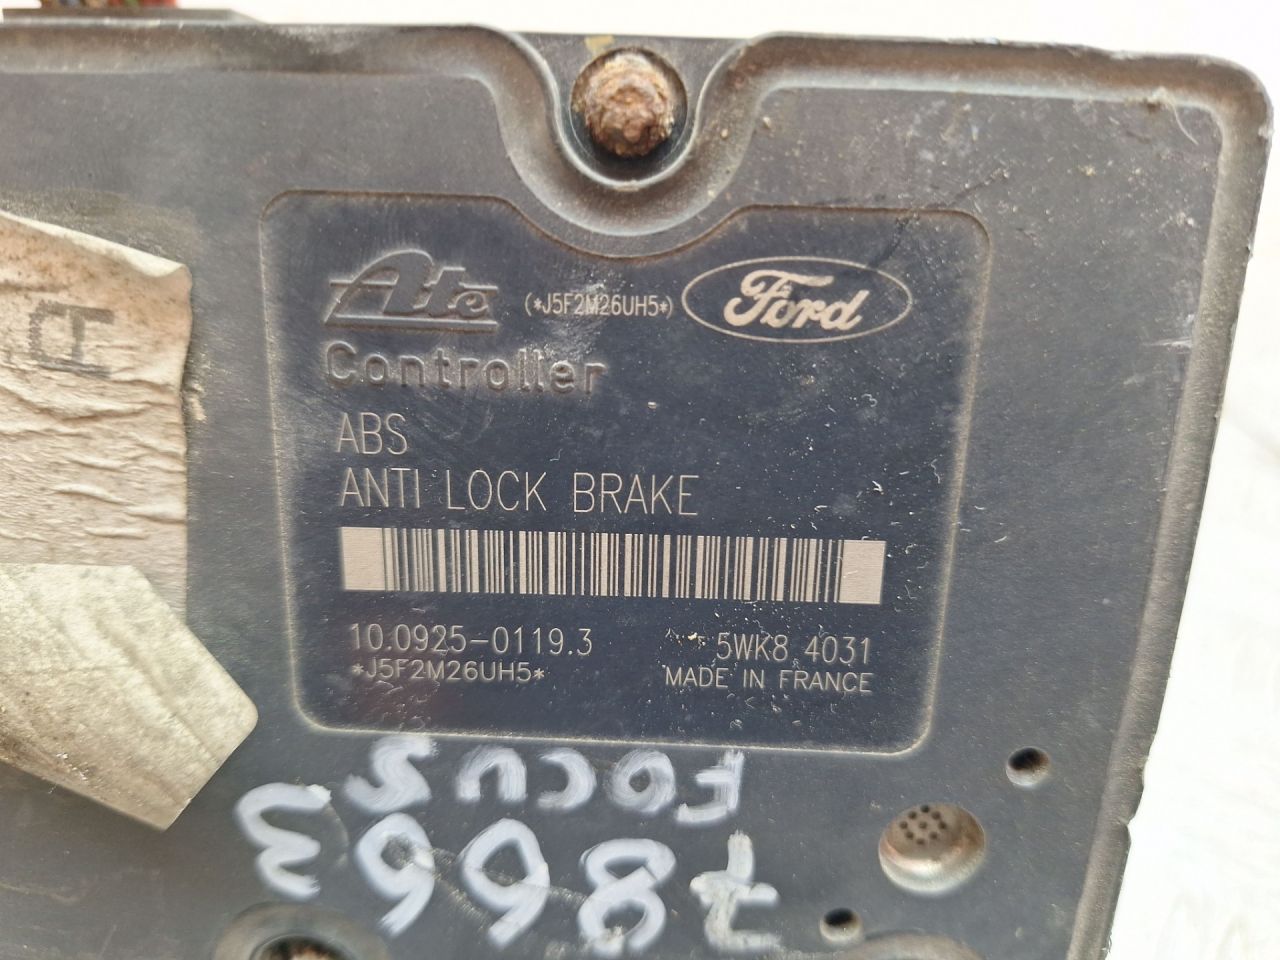 Ate (*J5F2M26UH5*) Ford
Controller
ABS
ANTI LOCK BRAKE
10.0925-0119.3 5WK8 4031
*J5F2M26UH5* MADE IN FRANCE
FOCUS
78663